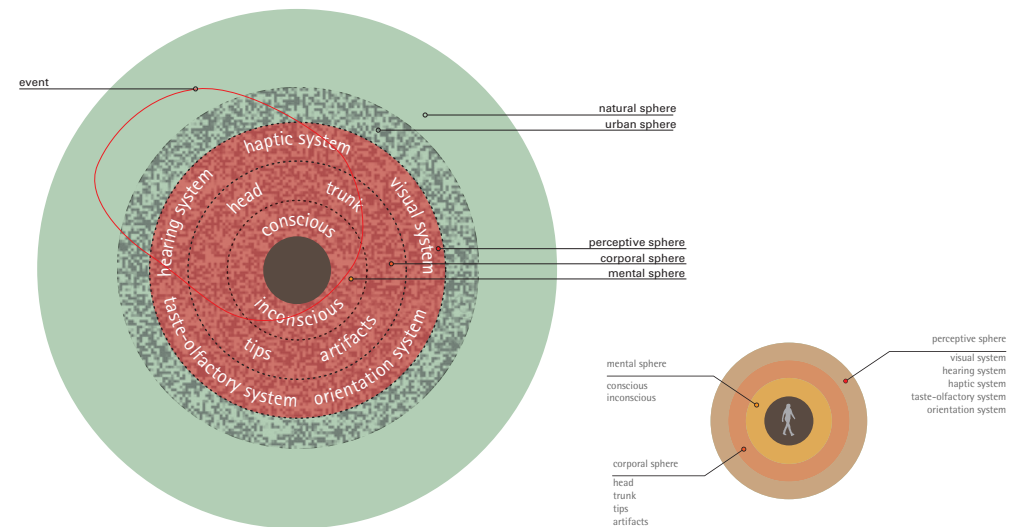 event
natural sphere
urban sphere
haptic system
hearing system
visual system
head
trunk
conscious
perceptive sphere
corporal sphere
mental sphere
inconscious
tips
artifacts
taste-olfactory system
orientation system
mental sphere
conscious
inconscious
perceptive sphere
visual system
hearing system
haptic system
taste-olfactory system
orientation system
corporal sphere
head
trunk
tips
artifacts